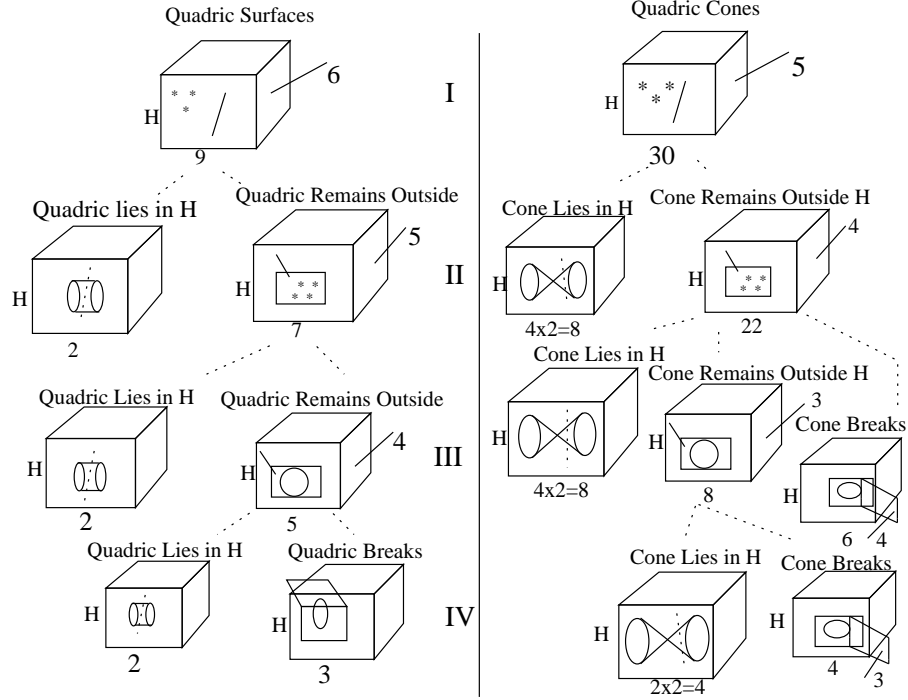 Quadric Surfaces
6
H
9
I
Quadric lies in H
H
2
Quadric Remains Outside
5
H
7
II
Quadric Lies in H
H
2
Quadric Remains Outside
4
H
5
III
Quadric Lies in H
H
2
Quadric Breaks
H
3
IV
Quadric Cones
5
H
30
Cone Lies in H
H
4x2=8
Cone Remains Outside H
4
H
22
Cone Lies in H
H
4x2=8
Cone Remains Outside H
3
H
8
Cone Breaks
H
6
4
Cone Lies in H
H
2x2=4
Cone Breaks
H
4
3